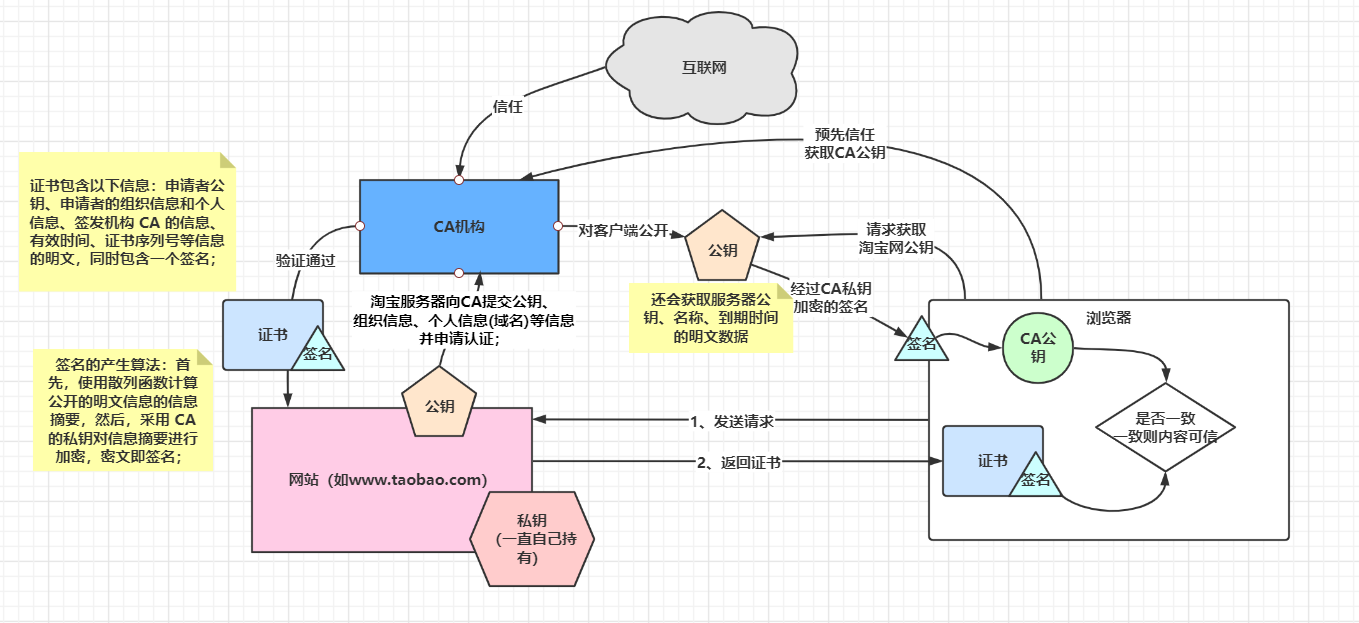 互联网
信任
预先信任
获取CA公钥
证书包含以下信息：申请者公
钥、申请者的组织信息和个人
信息、签发机构 CA 的信息、
有效时间、证书序列号等信息
的明文，同时包含一个签名；
CA机构
对客户端公开
公钥
请求获取
淘宝网公钥
验证通过
淘宝服务器向CA提交公钥、
组织信息、个人信息(域名)等信息
并申请认证；
还会获取服务器公
钥、名称、到期时间
的明文数据
经过CA私钥
加密的签名
浏览器
证书
签名
签名
CA公
钥
签名的产生算法：首
先，使用散列函数计算
公开的明文信息的信息
摘要，然后，采用 CA
的私钥对信息摘要进行
加密，密文即签名；
公钥
1、发送请求
是否一致
一致则内容可信
2、返回证书
证书
签名
网站（如www.taobao.com）
私钥
（一直自己持
有）